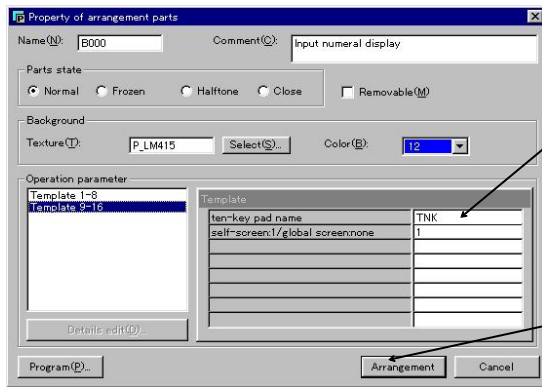 Property of arrangement parts
Name(N): B000 Comment(C): Input numeral display
Parts state
Normal Frozen Halftone Close Removable(M)
Background
Texture(T): P_LM415 Select(S)... Color(B): 12
Operation parameter
Template 1-8
Template 9-16
Template
ten-key pad name TNK
self-screen:1/global screen:none 1
Details edit(D)...
Program(P)... Arrangement Cancel